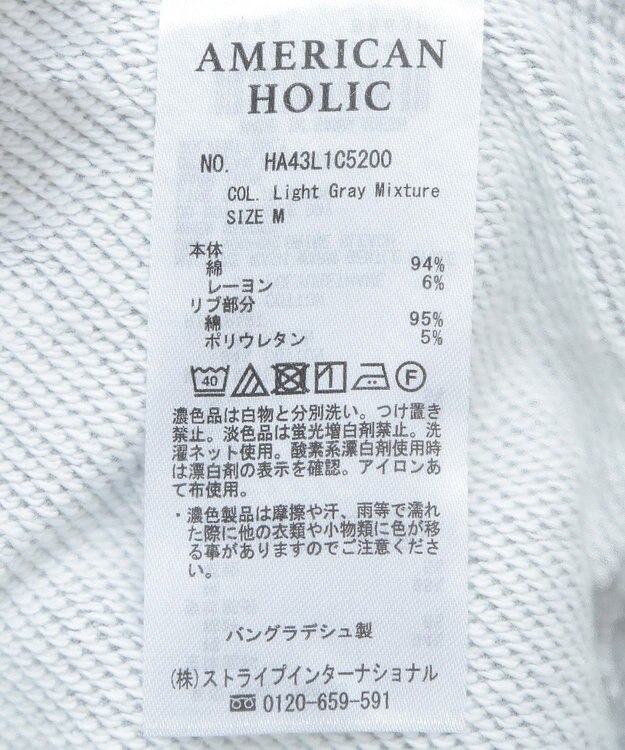 AMERICAN
HOLIC
NO. HA43L1C5200
COL. Light Gray Mixture
SIZE M
本体
綿 94%
レーヨン 6%
リブ部分
綿 95%
ポリウレタン 5%
40 F
濃色品は白物と分別洗い。つけ置き
禁止。淡色品は蛍光増白剤禁止。洗
濯ネット使用。酸素系漂白剤使用時
は漂白剤の表示を確認。アイロンあ
て布使用。
・濃色製品は摩擦や汗、雨等で濡れ
た際に他の衣類や小物類に色が移
る事がありますのでご注意くださ
い。
バングラデシュ製
(株)ストライプインターナショナル
0120-659-591